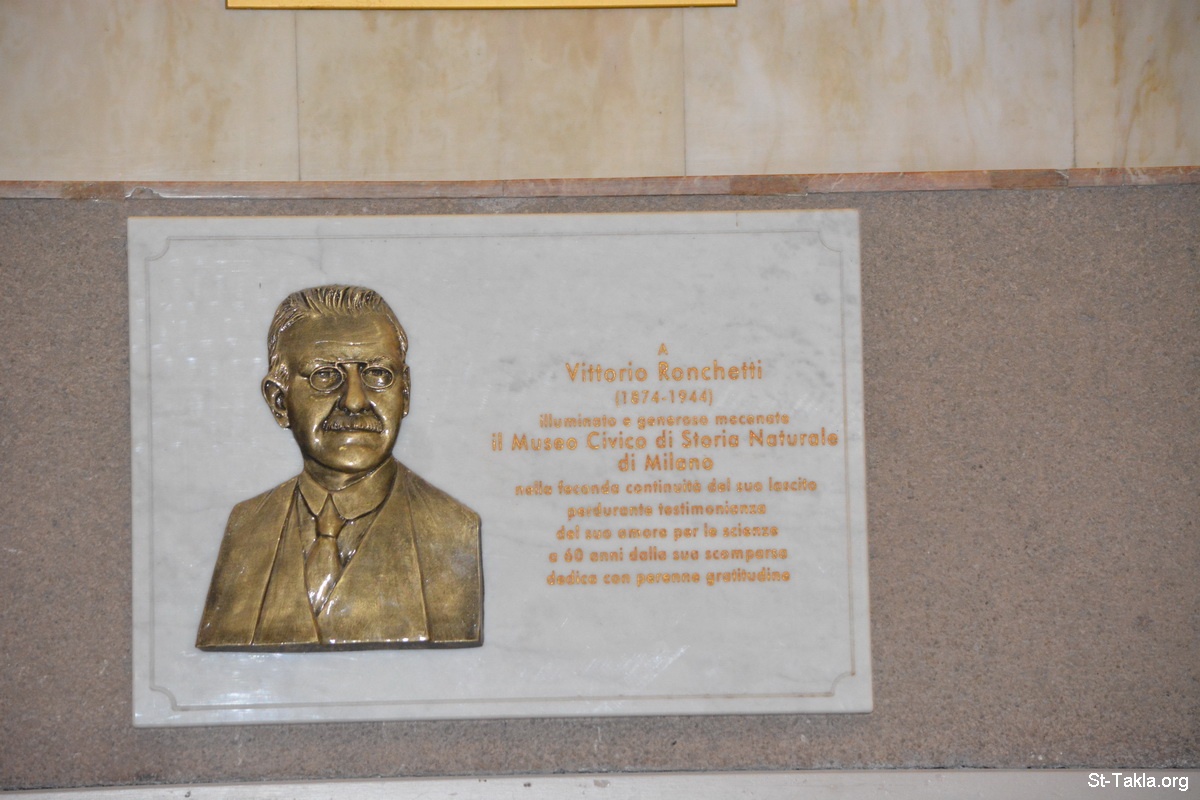 A
Vittorio Ronchetti
(1874-1944)
illuminato e generoso mecenate
il Museo Civico di Storia Naturale
di Milano
nella feconda continuità del suo lascito
perdurante testimonianza
del suo amore per le scienze
a 60 anni dalla sua scomparsa
dedica con perenne gratitudine
St-Takla.org